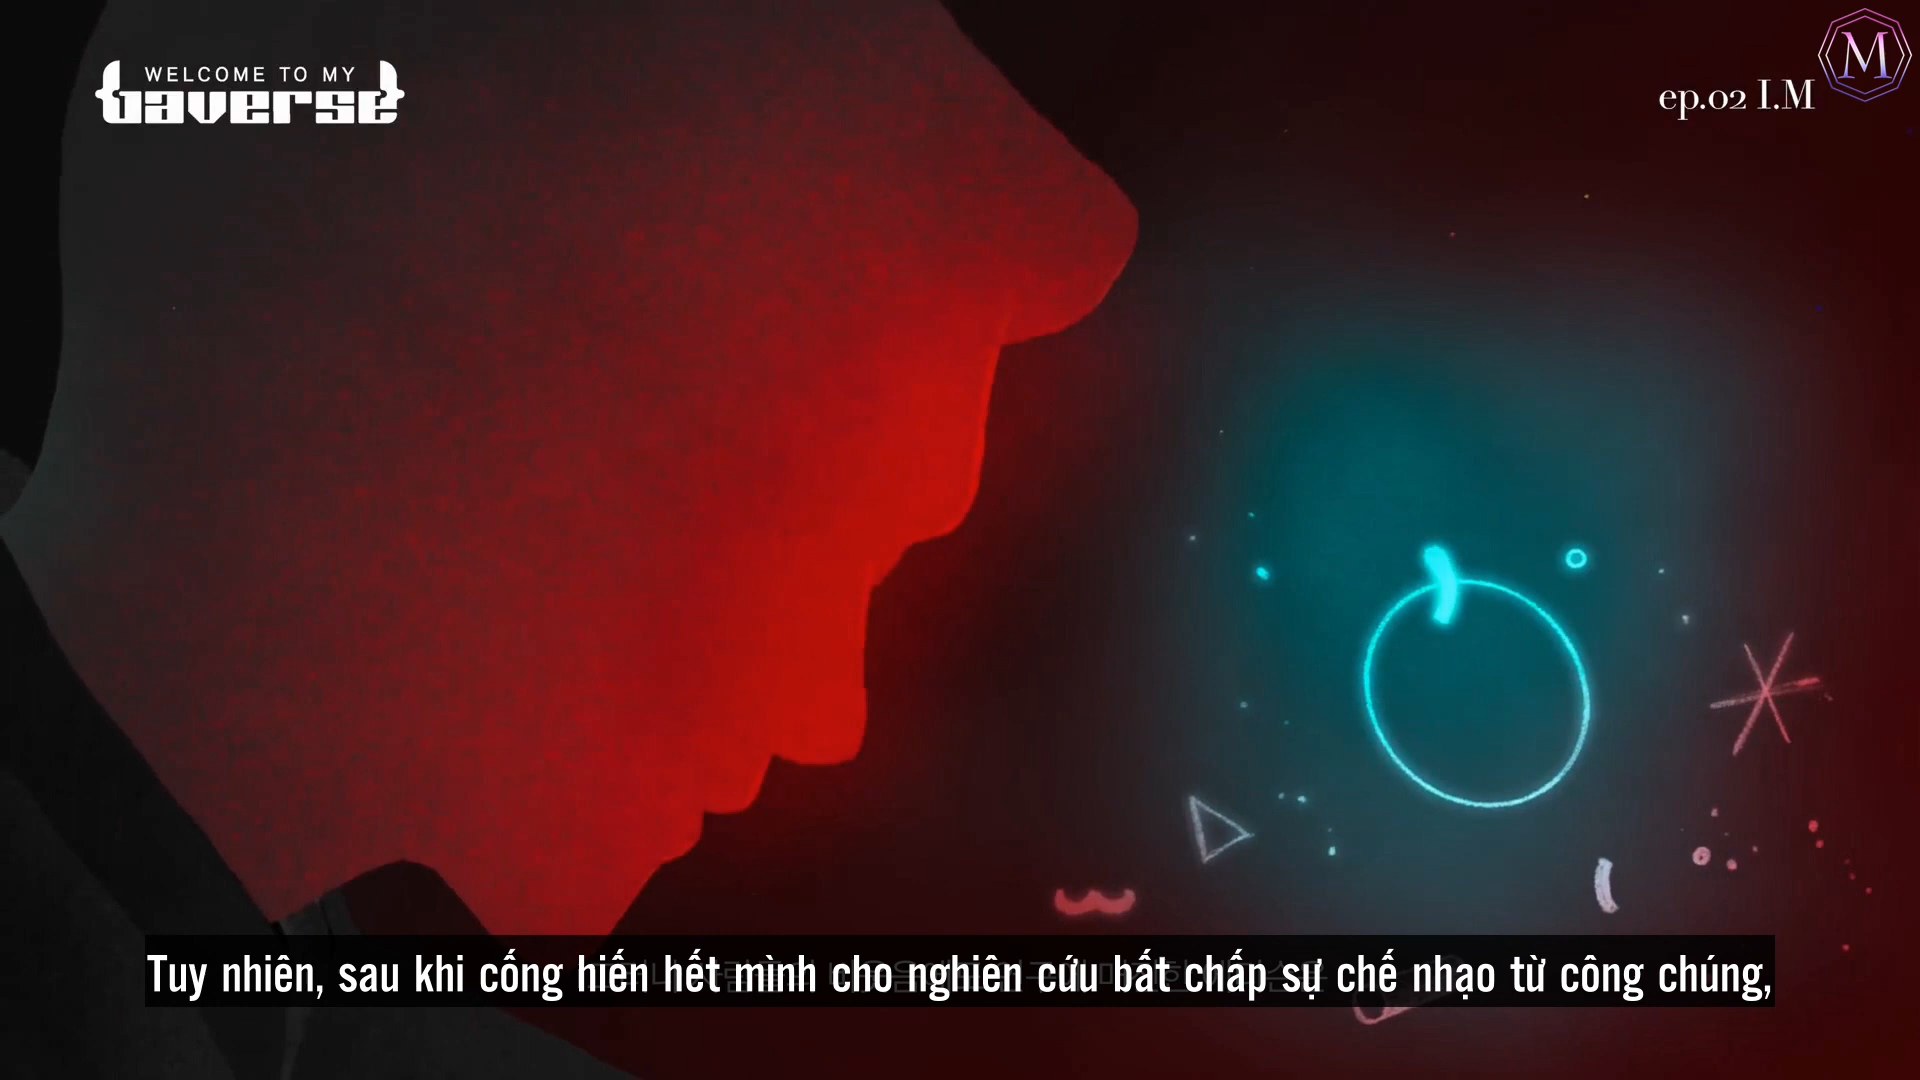 WELCOME TO MY
baverse
ep.02 I.M
M
Tuy nhiên, sau khi cống hiến hết mình cho nghiên cứu bất chấp sự chế nhạo từ công chúng,